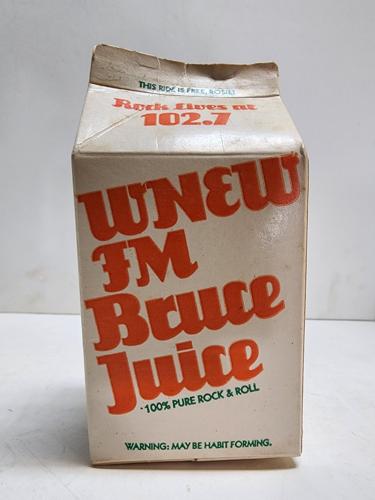 THIS RIDE IS FREE, ROSIE!
Rock Lives at
102.7
WNEW
FM
Bruce
Juice
·100% PURE ROCK & ROLL
WARNING: MAY BE HABIT FORMING.